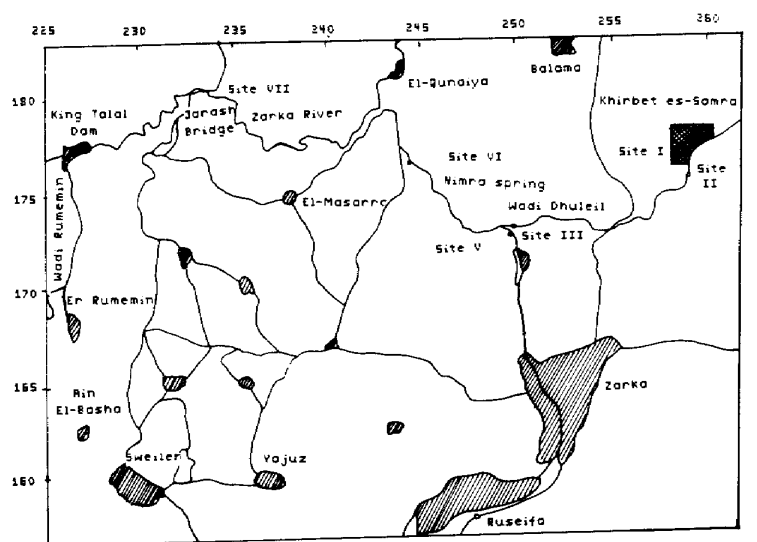 225 230 235 240 245 250 255 260
180
175
170
165
160
Site VII
Zarka River
Jarash
Bridge
King Talal
Dam
El-Qunaiya
Balama
Khirbet es-Samra
Site I
Site
II
Site VI
Nimra spring
Wadi Dhuleil
Site V
Site III
El-Masarra
Wadi Rumemin
Er Rumemin
Ain
El-Basha
Sweileh
Yajuz
Zarka
Ruseifa